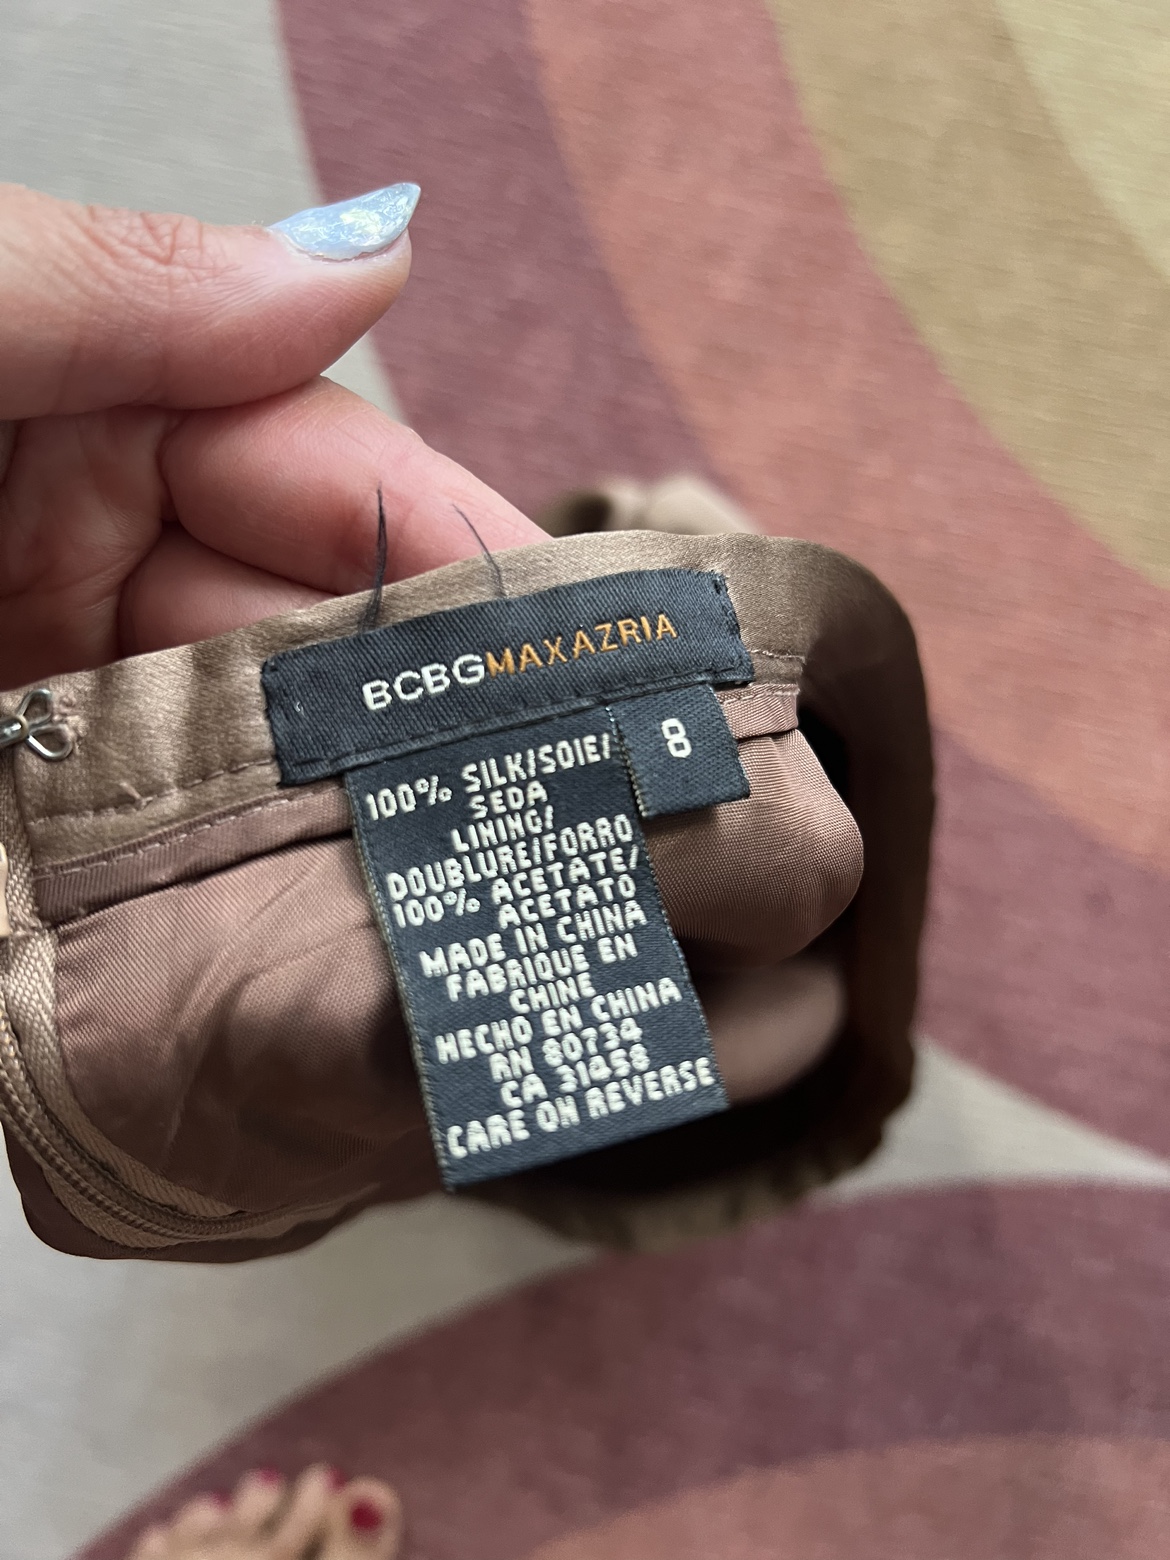 BCBGMAXAZRIA
8
100% SILK/SOIE/
SEDA
LINING/
DOUBLURE/FORRO
100% ACETATE/
ACETATO
MADE IN CHINA
FABRIQUE EN
CHINE
HECHO EN CHINA
RN 80734
CA
CARE ON REVERSE